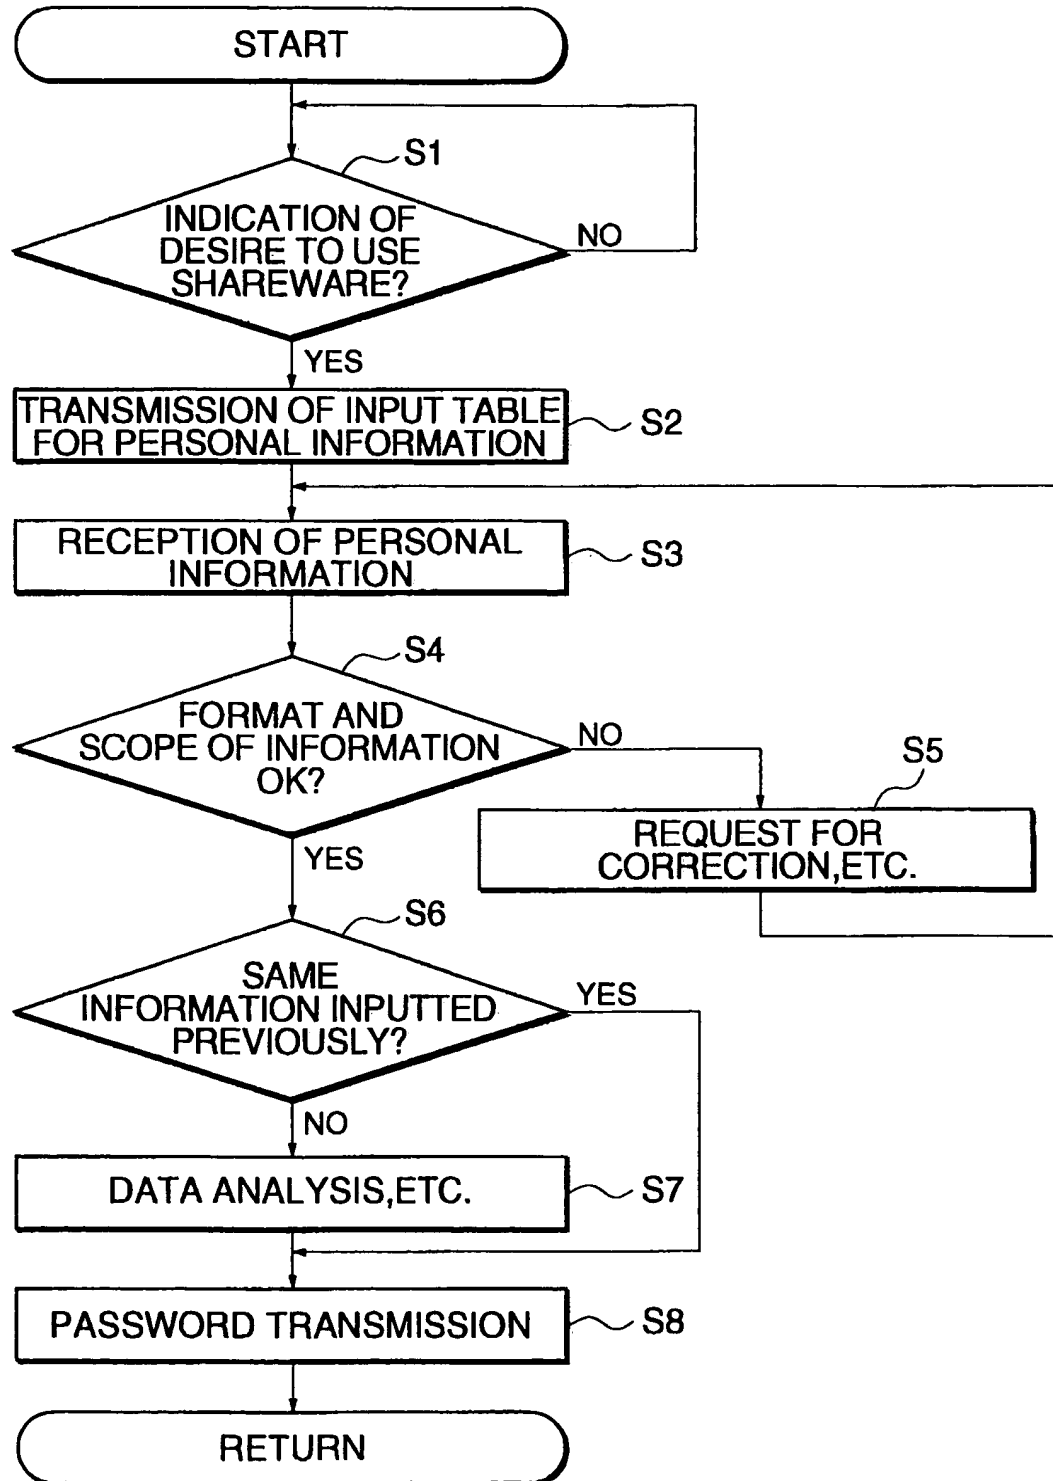 START
S1
INDICATION OF
DESIRE TO USE
SHAREWARE?
NO
YES
TRANSMISSION OF INPUT TABLE
FOR PERSONAL INFORMATION
S2
RECEPTION OF PERSONAL
INFORMATION
S3
S4
FORMAT AND
SCOPE OF INFORMATION
OK?
NO
S5
REQUEST FOR
CORRECTION,ETC.
YES
S6
SAME
INFORMATION INPUTTED
PREVIOUSLY?
YES
NO
DATA ANALYSIS,ETC.
S7
PASSWORD TRANSMISSION
S8
RETURN